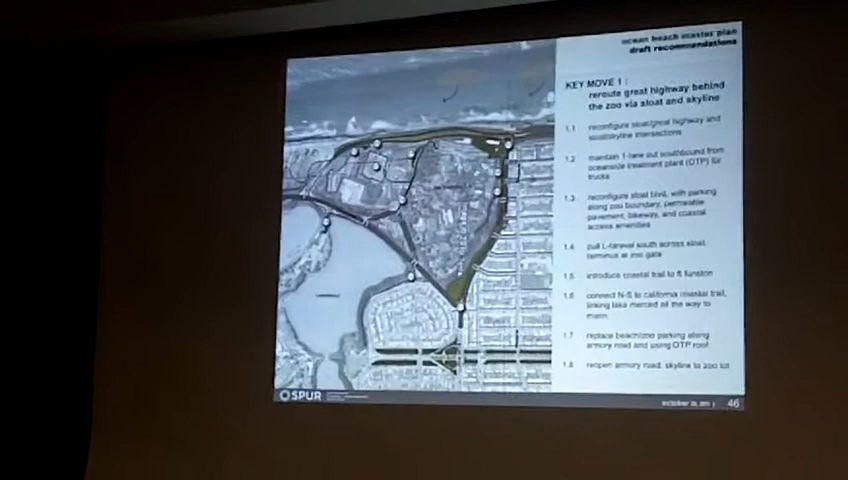 ocean beach master plan
draft recommendations
KEY MOVE 1 :
reroute great highway behind
the zoo via sloat and skyline
1.1 reconfigure sloat/great highway and
sloat/skyline intersections
1.2 maintain 1-lane out southbound from
oceanside treatment plant (OTP) for
trucks
1.3 reconfigure sloat blvd. with parking
along zoo boundary, permeable
pavement, bikeway, and coastal
access amenities
1.4 pull L-taraval south across sloat,
terminus at zoo gate
1.5 introduce coastal trail to ft funston
1.6 connect N-S to california coastal trail,
linking lake merced all the way to
marin
1.7 replace beach/zoo parking along
armory road and using OTP roof
1.8 reopen armory road, skyline to zoo lot
SPUR
46